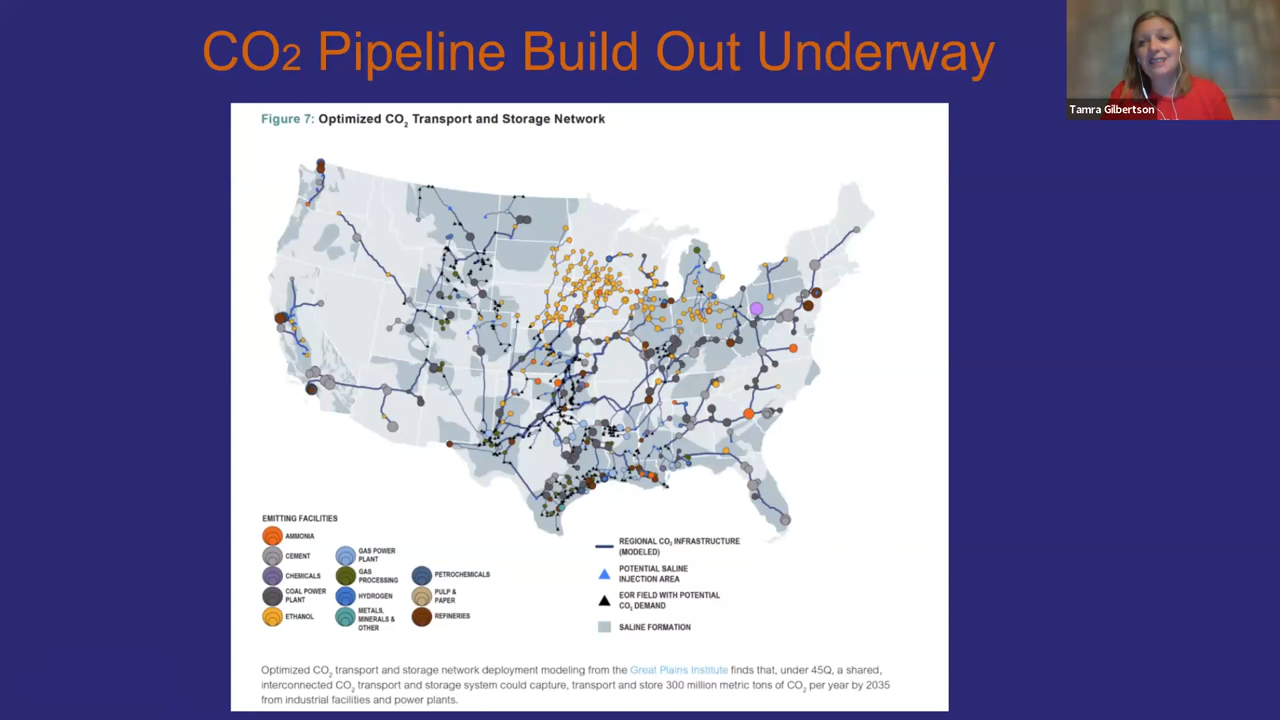 CO2 Pipeline Build Out Underway
Tamra Gilbertson
Figure 7: Optimized CO2 Transport and Storage Network
EMITTING FACILITIES
AMMONIA
CEMENT
CHEMICALS
COAL POWER
PLANT
ETHANOL
GAS POWER
PLANT
GAS
PROCESSING
HYDROGEN
METALS,
MINERALS &
OTHER
PETROCHEMICALS
PULP &
PAPER
REFINERIES
REGIONAL CO2 INFRASTRUCTURE
(MODELED)
POTENTIAL SALINE
INJECTION AREA
EOR FIELD WITH POTENTIAL
CO2 DEMAND
SALINE FORMATION
Optimized CO2 transport and storage network deployment modeling from the Great Plains Institute finds that, under 45Q, a shared,
interconnected CO2 transport and storage system could capture, transport and store 300 million metric tons of CO2 per year by 2035
from industrial facilities and power plants.